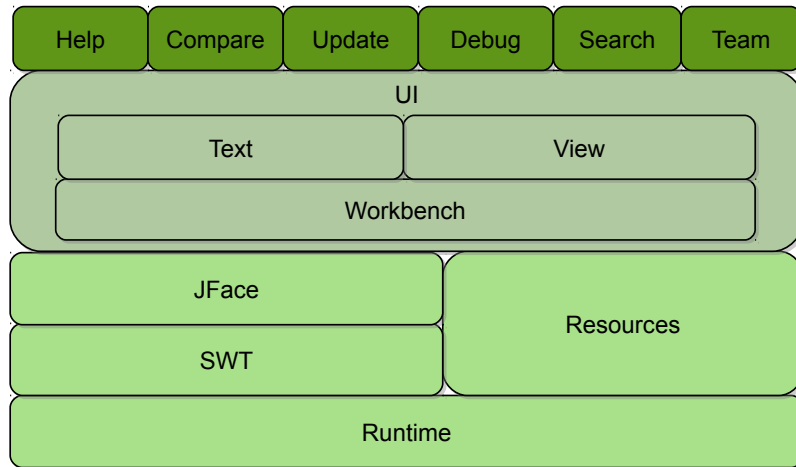 Help Compare Update Debug Search Team
UI
Text View
Workbench
JFace
Resources
SWT
Runtime